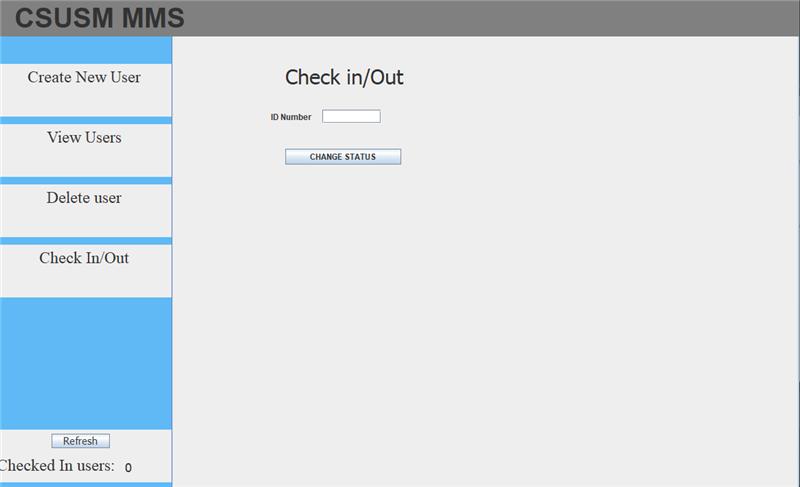 CSUSM MMS
Create New User
View Users
Delete user
Check In/Out
Refresh
Checked In users: 0
Check in/Out
ID Number
CHANGE STATUS